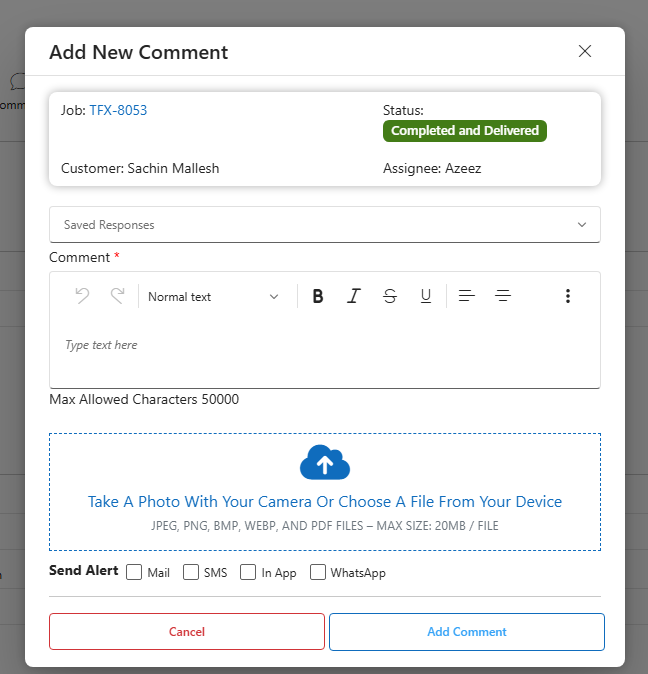 Add New Comment
Job: TFX-8053
Status:
Completed and Delivered
Customer: Sachin Mallesh
Assignee: Azeez
Saved Responses
Comment *
Normal text
B I S U
Type text here
Max Allowed Characters 50000
Take A Photo With Your Camera Or Choose A File From Your Device
JPEG, PNG, BMP, WEBP, AND PDF FILES – MAX SIZE: 20MB / FILE
Send Alert Mail SMS In App WhatsApp
Cancel
Add Comment